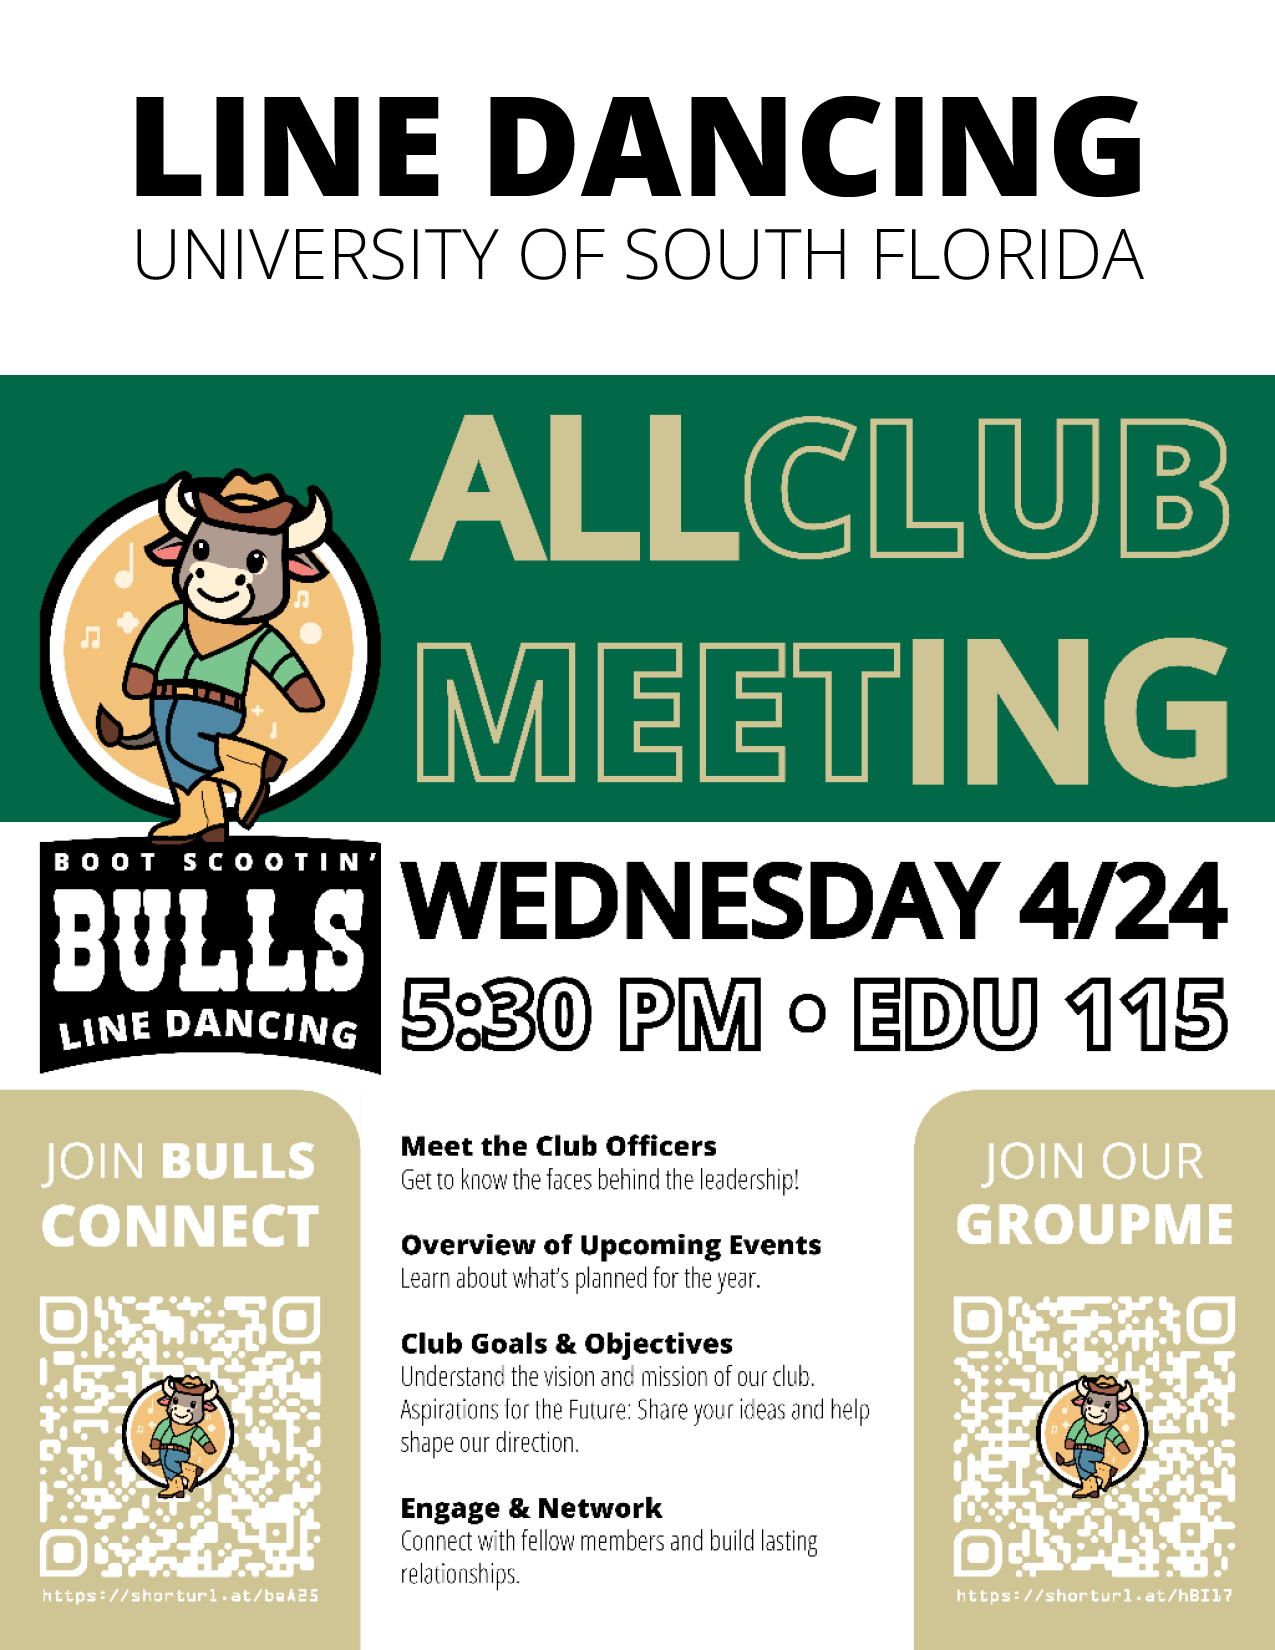 LINE DANCING
UNIVERSITY OF SOUTH FLORIDA
ALLCLUB
MEETING
BOOT SCOOTIN'
BULLS
LINE DANCING
WEDNESDAY 4/24
5:30 PM • EDU 115
JOIN BULLS
CONNECT
https://shorturl.at/beA25
Meet the Club Officers
Get to know the faces behind the leadership!
Overview of Upcoming Events
Learn about what's planned for the year.
Club Goals & Objectives
Understand the vision and mission of our club.
Aspirations for the Future: Share your ideas and help
shape our direction.
Engage & Network
Connect with fellow members and build lasting
relationships.
JOIN OUR
GROUPME
https://shorturl.at/hBI17